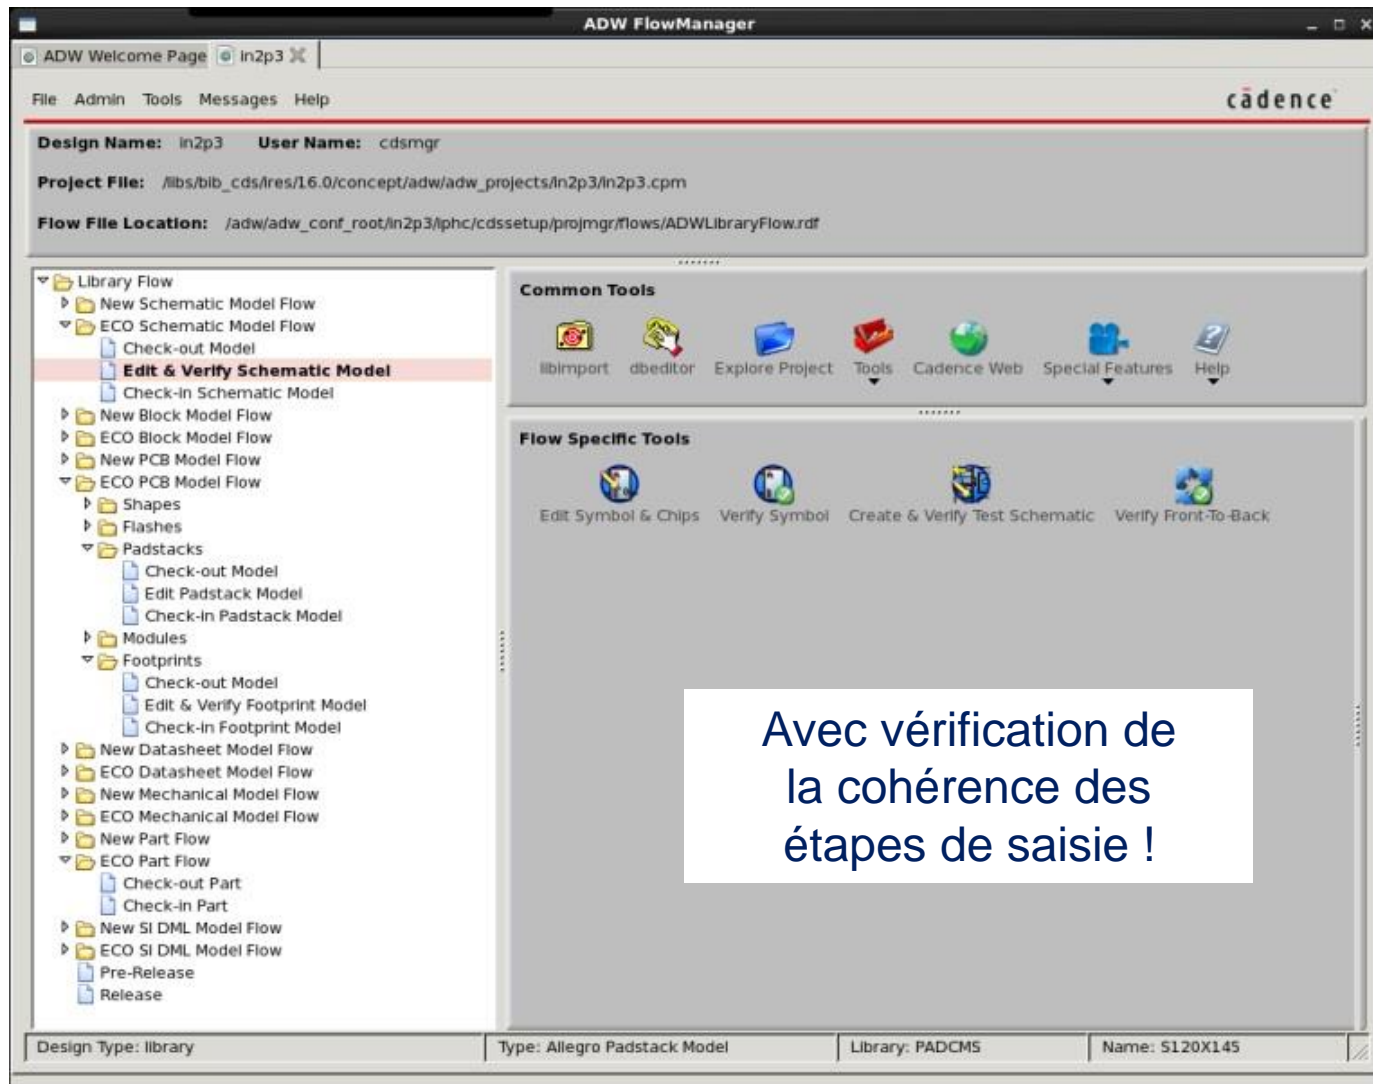 ADW FlowManager
ADW Welcome Page
in2p3
File Admin Tools Messages Help
cādence
Design Name: in2p3 User Name: cdsmgr
Project File: /libs/bib_cds/ires/16.0/concept/adw/adw_projects/in2p3/in2p3.cpm
Flow File Location: /adw/adw_conf_root/in2p3/iphc/cdssetup/projmgr/flows/ADWLibraryFlow.rdf
Library Flow
New Schematic Model Flow
ECO Schematic Model Flow
Check-out Model
Edit & Verify Schematic Model
Check-in Schematic Model
New Block Model Flow
ECO Block Model Flow
New PCB Model Flow
ECO PCB Model Flow
Shapes
Flashes
Padstacks
Check-out Model
Edit Padstack Model
Check-in Padstack Model
Modules
Footprints
Check-out Model
Edit & Verify Footprint Model
Check-in Footprint Model
New Datasheet Model Flow
ECO Datasheet Model Flow
New Mechanical Model Flow
ECO Mechanical Model Flow
New Part Flow
ECO Part Flow
Check-out Part
Check-in Part
New SI DML Model Flow
ECO SI DML Model Flow
Pre-Release
Release
Common Tools
libimport dbeditor Explore Project Tools Cadence Web Special Features Help
Flow Specific Tools
Edit Symbol & Chips Verify Symbol Create & Verify Test Schematic Verify Front-To-Back
Avec vérification de
la cohérence des
étapes de saisie !
Design Type: library
Type: Allegro Padstack Model
Library: PADCMS
Name: S120X145